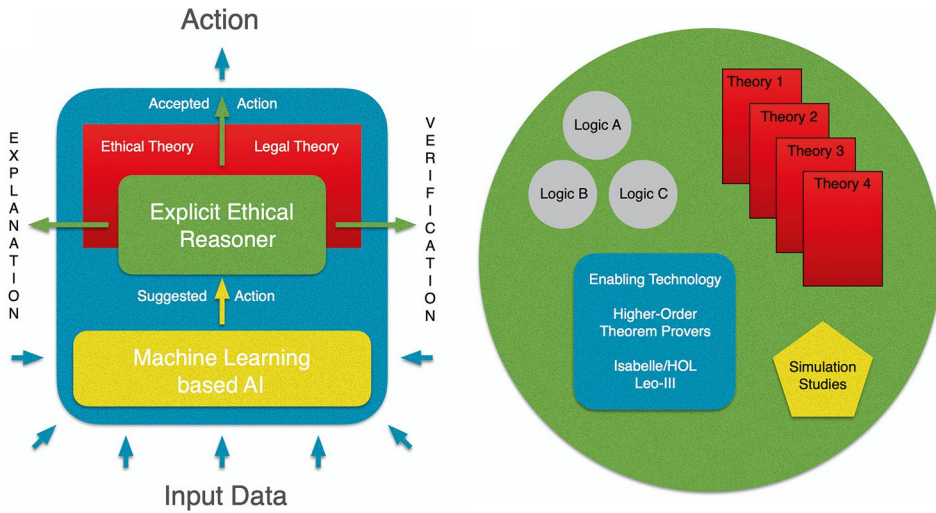 Action
Accepted Action
Ethical Theory Legal Theory
EXPLANATION
VERIFICATION
Explicit Ethical
Reasoner
Suggested Action
Machine Learning
based AI
Input Data
Logic A
Logic B
Logic C
Theory 1
Theory 2
Theory 3
Theory 4
Enabling Technology
Higher-Order
Theorem Provers
Isabelle/HOL
Leo-III
Simulation
Studies